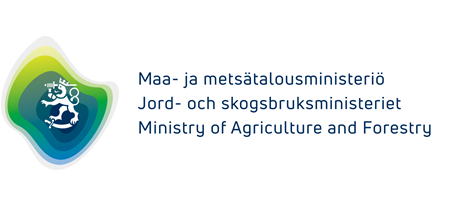 Maa- ja metsätalousministeriö
Jord- och skogsbruksministeriet
Ministry of Agriculture and Forestry